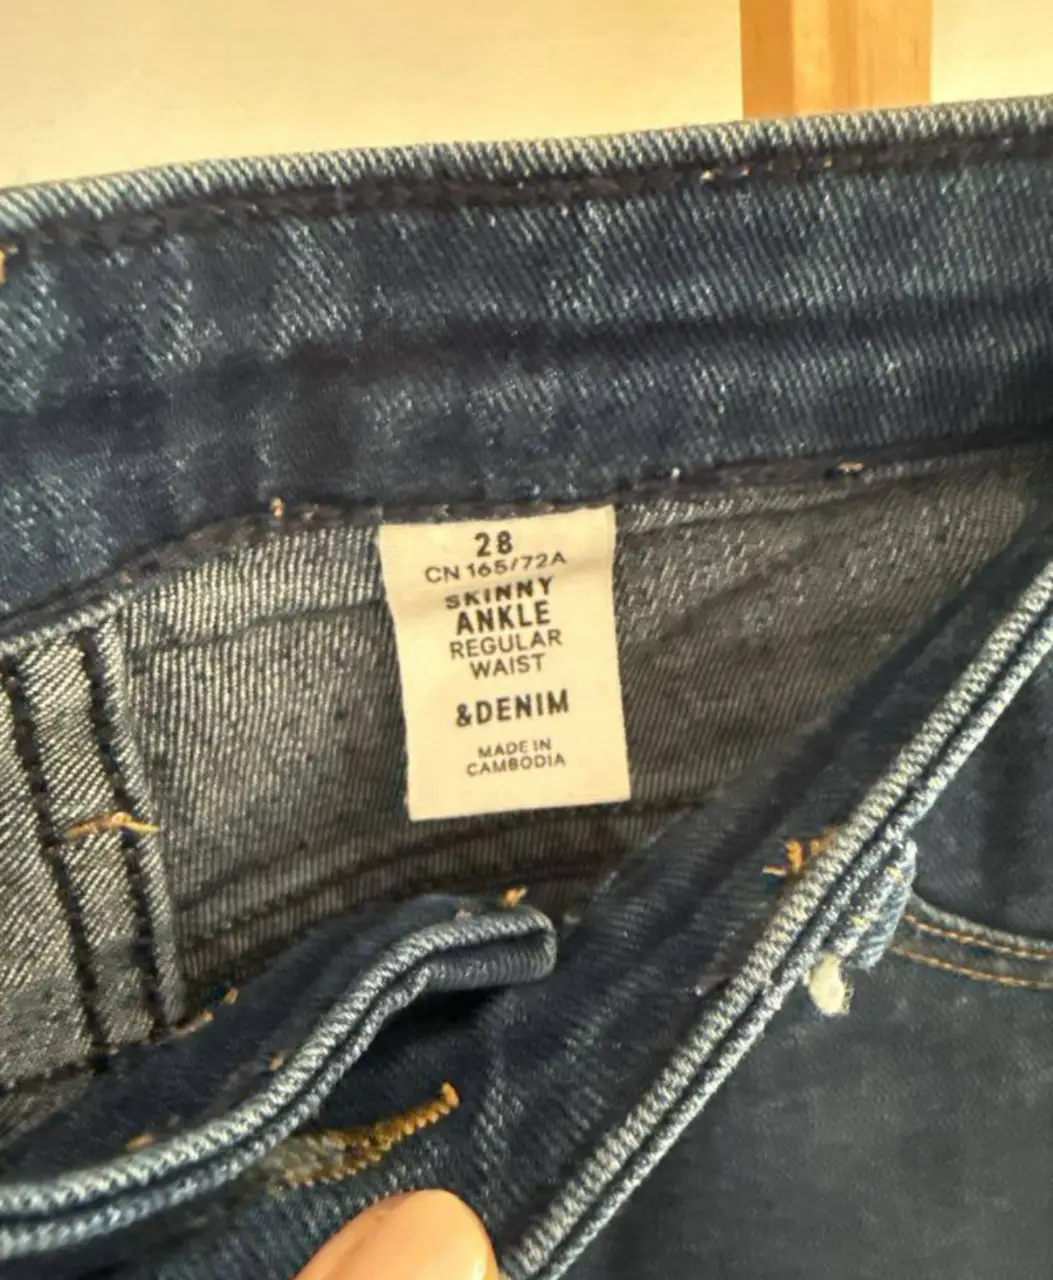 28
CN 165/72A
SKINNY
ANKLE
REGULAR
WAIST
&DENIM
MADE IN
CAMBODIA